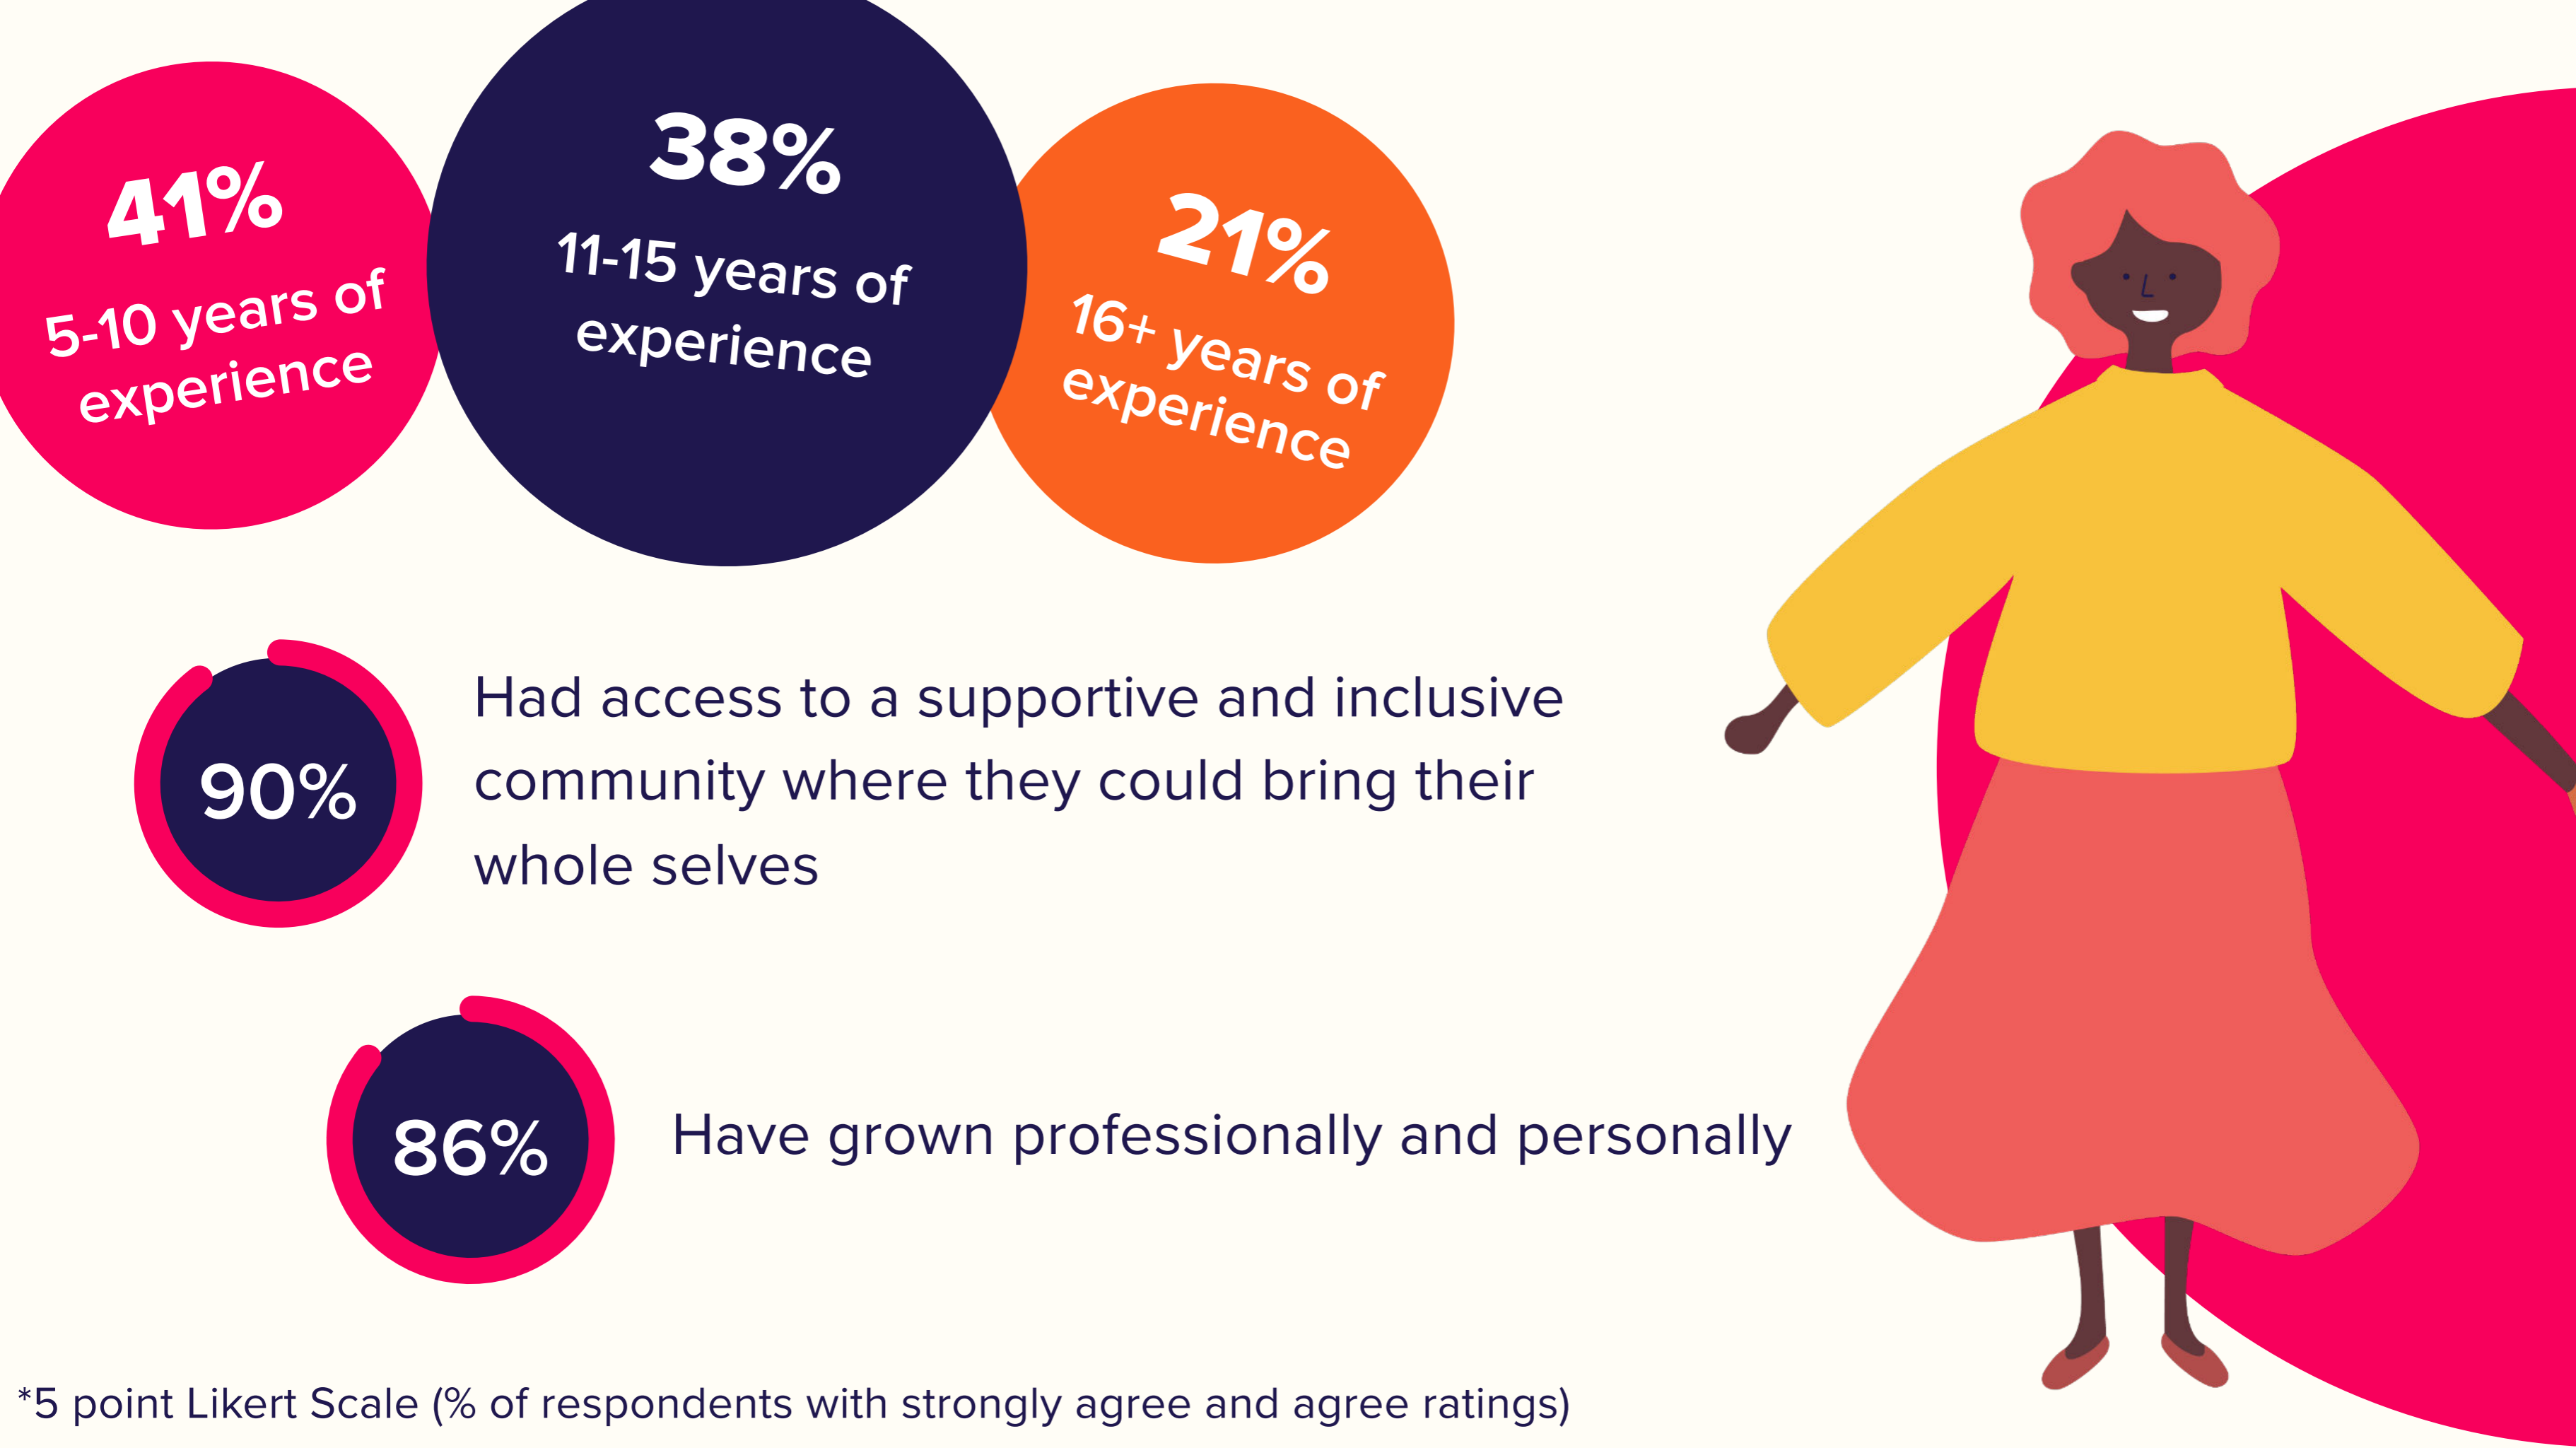 41%
5-10 years of
experience
38%
11-15 years of
experience
21%
16+ years of
experience
90%
Had access to a supportive and inclusive
community where they could bring their
whole selves
86%
Have grown professionally and personally
*5 point Likert Scale (% of respondents with strongly agree and agree ratings)